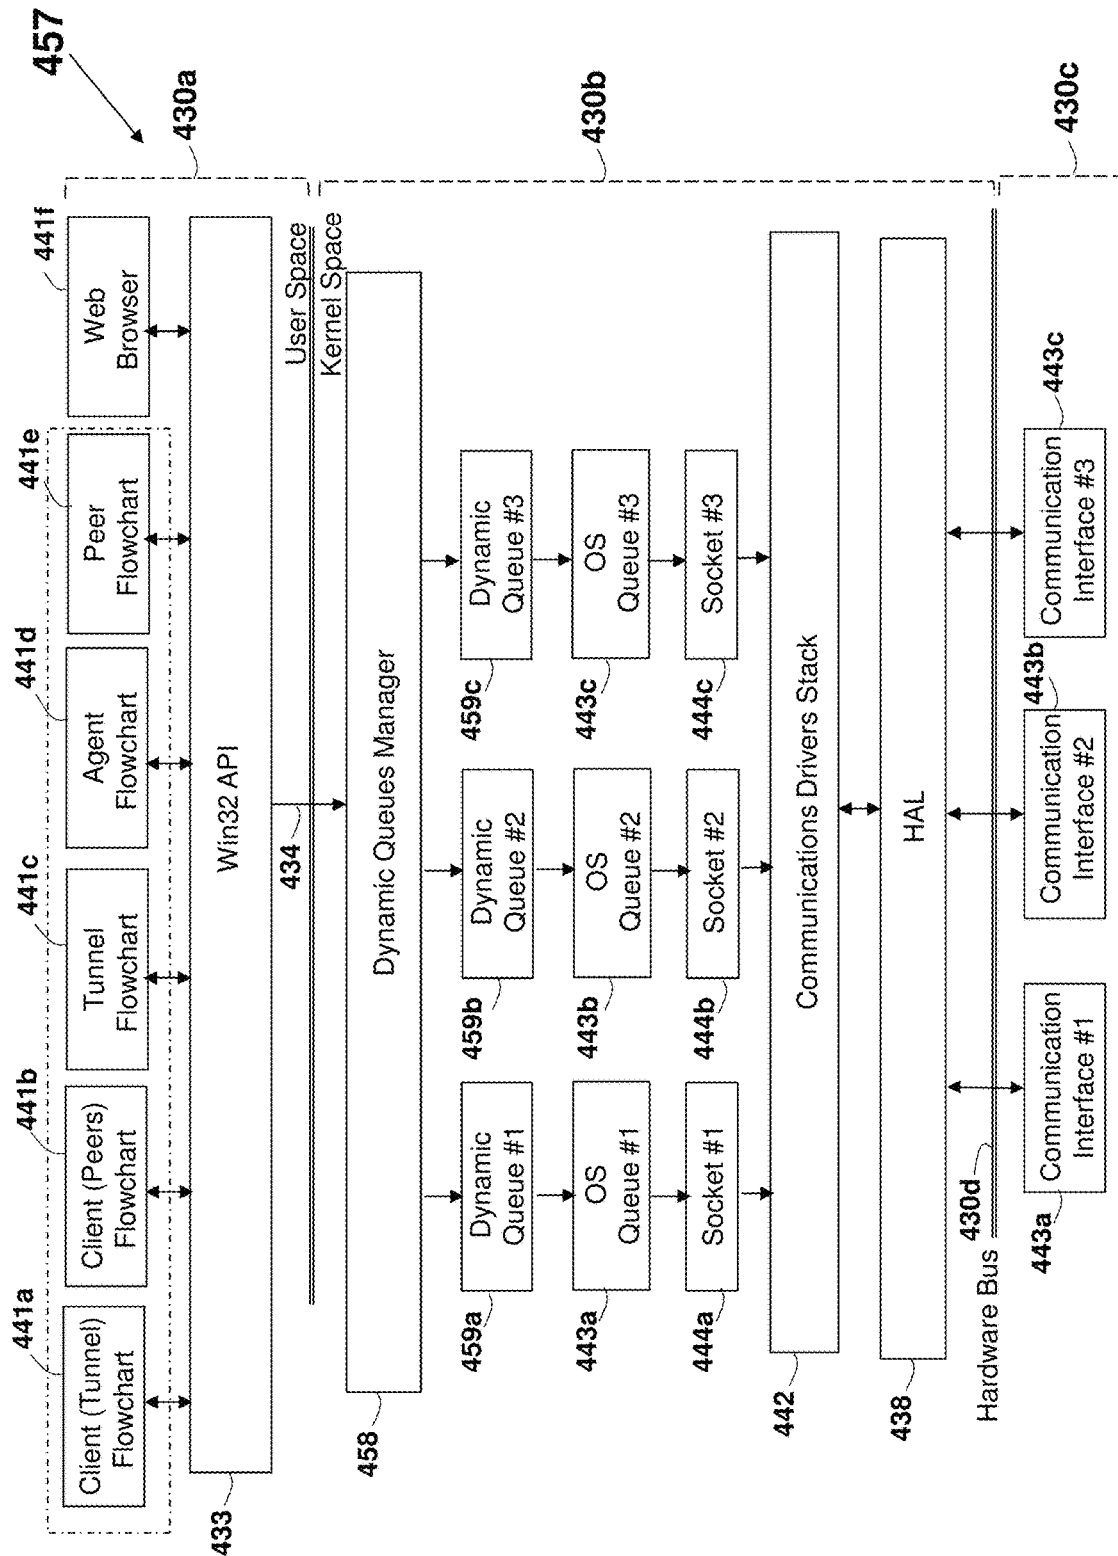 457
430a
441a
441b
441c
441d
441e
441f
Client (Tunnel)
Flowchart
Client (Peers)
Flowchart
Tunnel
Flowchart
Agent
Flowchart
Peer
Flowchart
Web
Browser
Win32 API
433
434
User Space
Kernel Space
430b
Dynamic Queues Manager
458
Dynamic
Queue #1
459a
Dynamic
Queue #2
459b
Dynamic
Queue #3
459c
OS
Queue #1
443a
OS
Queue #2
443b
OS
Queue #3
443c
Socket #1
444a
Socket #2
444b
Socket #3
444c
Communications Drivers Stack
442
HAL
438
Hardware Bus
430d
430c
Communication
Interface #1
443a
Communication
Interface #2
443b
Communication
Interface #3
443c